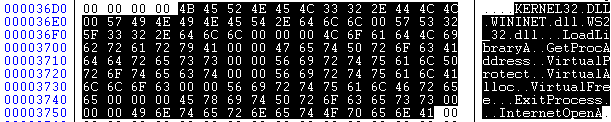 000036D0 00 00 00 00 4B 45 52 4E 45 4C 33 32 2E 44 4C 4C ....KERNEL32.DLL
000036E0 00 57 49 4E 49 4E 45 54 2E 64 6C 6C 00 57 53 32 .WININET.dll.WS2
000036F0 5F 33 32 2E 64 6C 6C 00 00 00 4C 6F 61 64 4C 69 _32.dll...LoadLi
00003700 62 72 61 72 79 41 00 00 47 65 74 50 72 6F 63 41 braryA..GetProcA
00003710 64 64 72 65 73 73 00 00 56 69 72 74 75 61 6C 50 ddress..VirtualP
00003720 72 6F 74 65 63 74 00 00 56 69 72 74 75 61 6C 41 rotect..VirtualA
00003730 6C 6C 6F 63 00 00 56 69 72 74 75 61 6C 46 72 65 lloc..VirtualFre
00003740 65 00 00 00 45 78 69 74 50 72 6F 63 65 73 73 00 e...ExitProcess.
00003750 00 00 49 6E 74 65 72 6E 65 74 4F 70 65 6E 41 00 ..InternetOpenA.